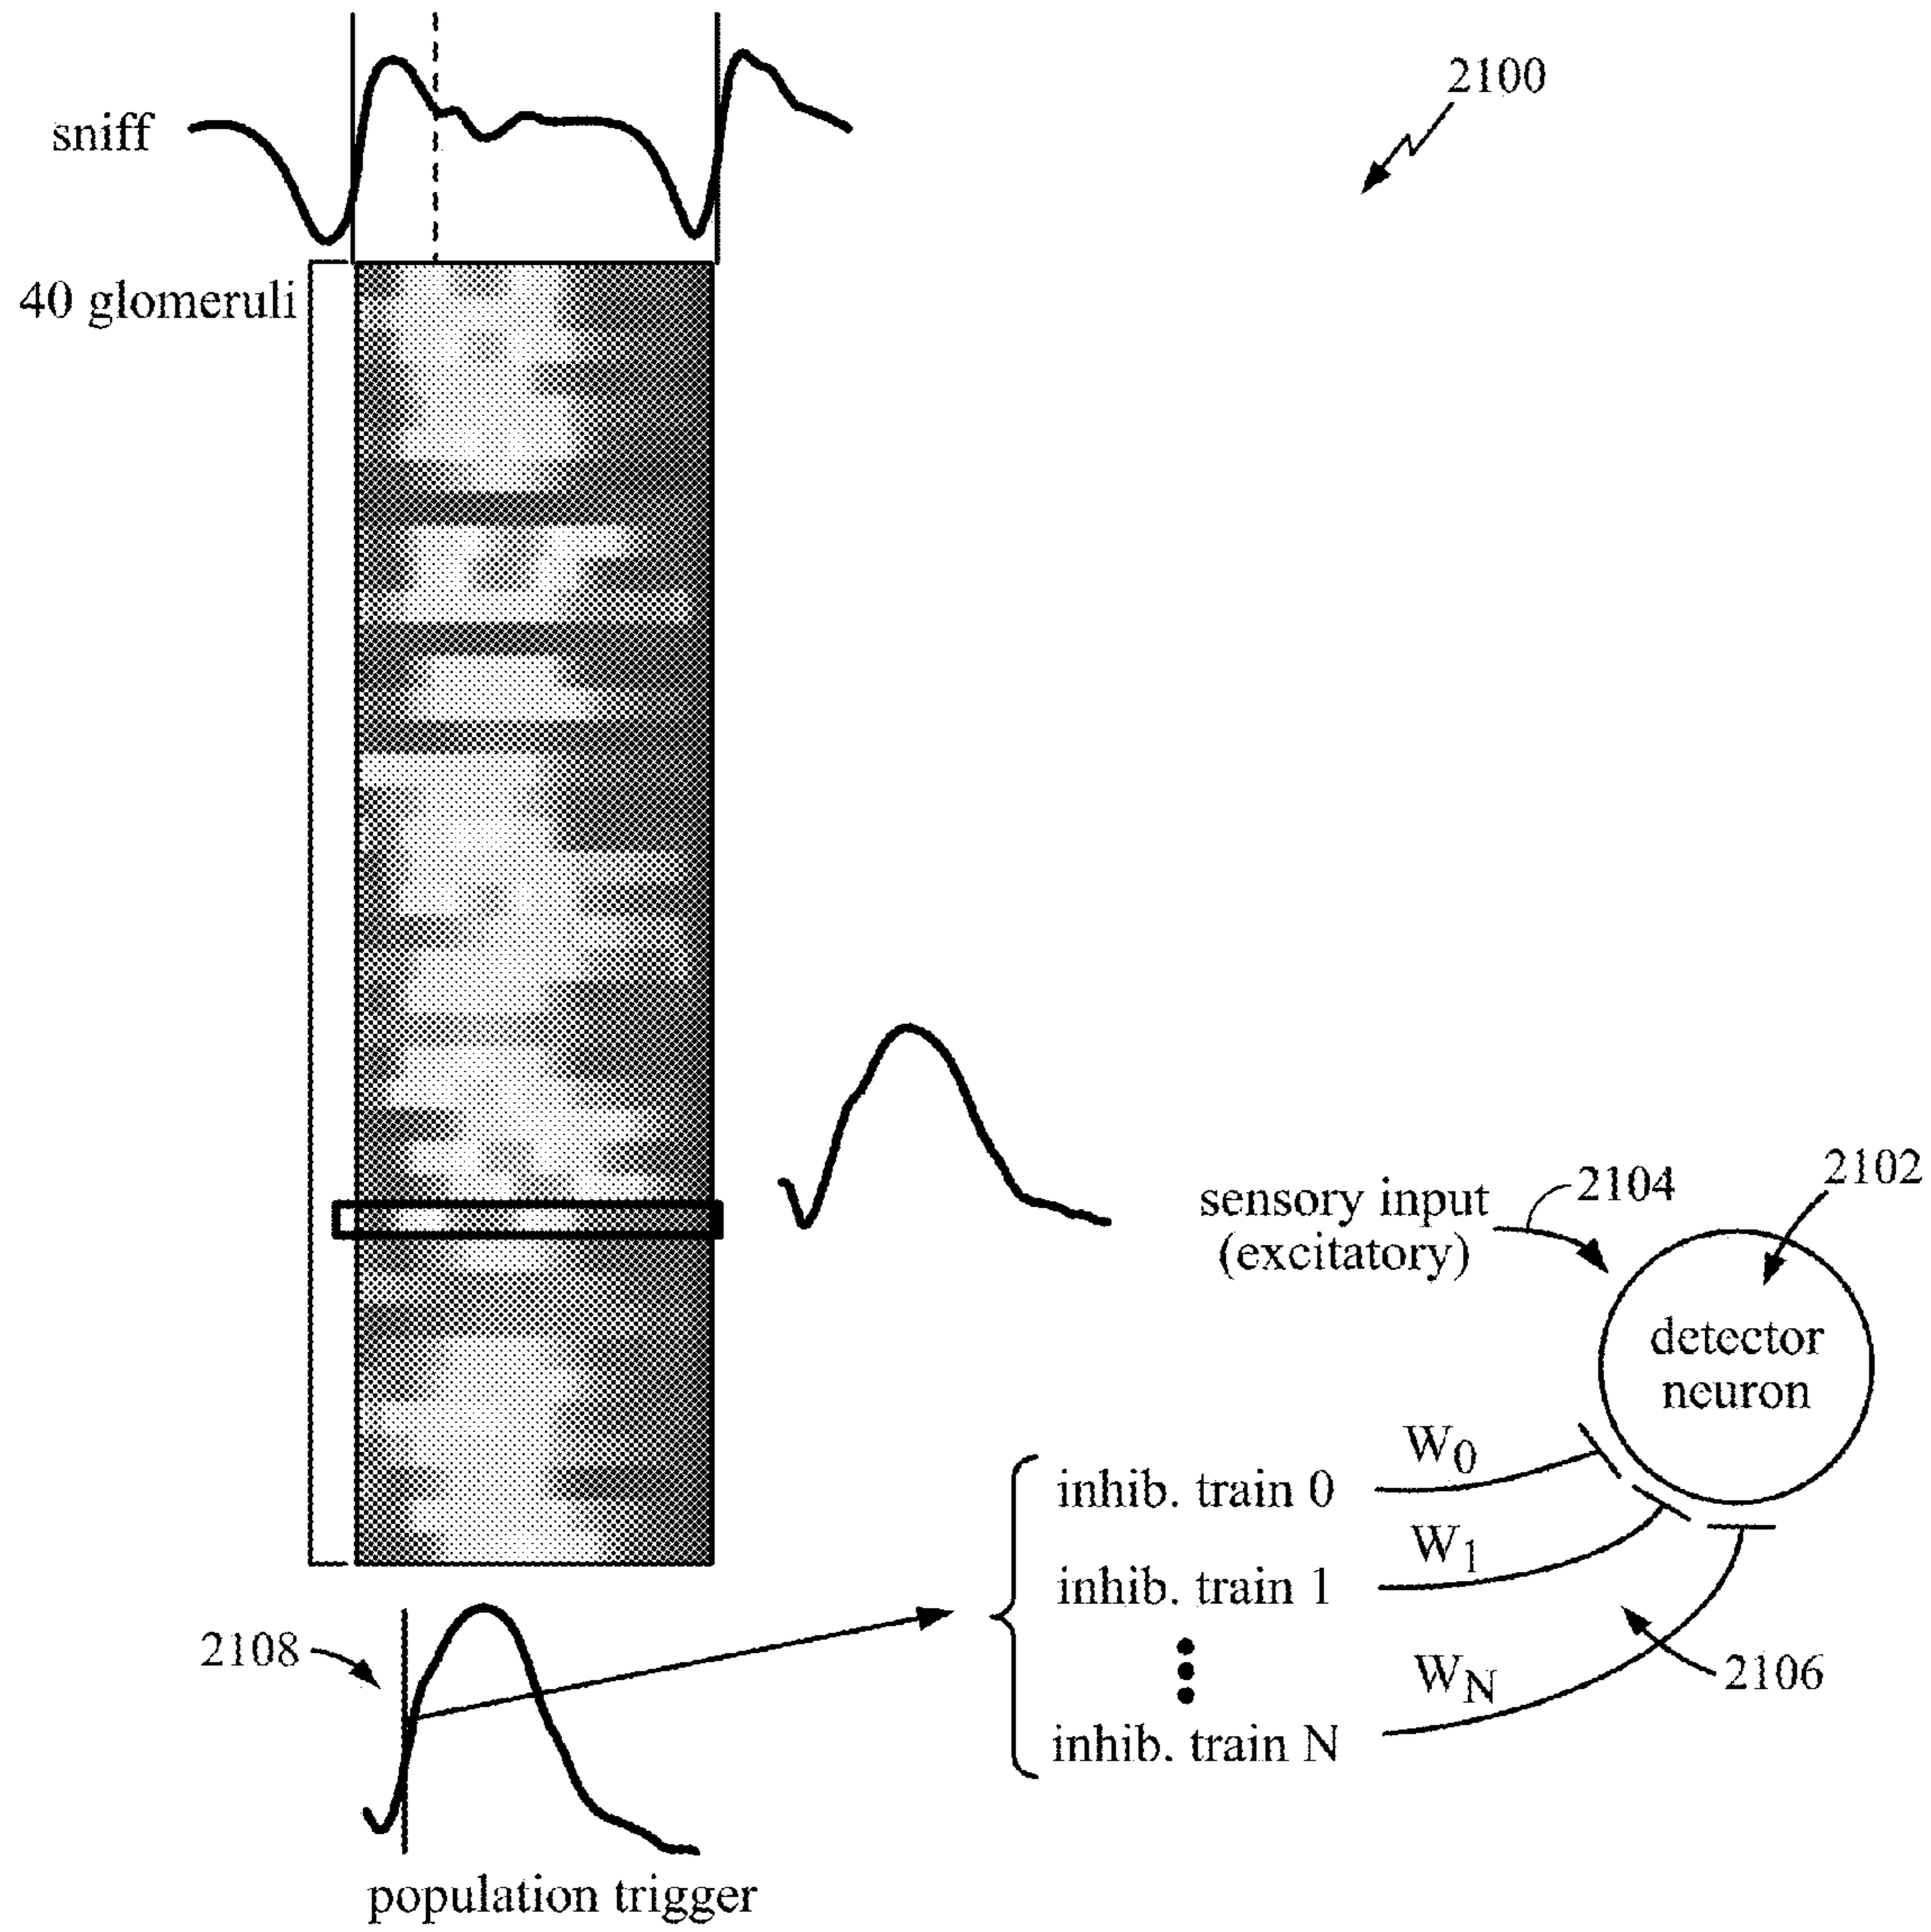 2100
sniff
40 glomeruli
2102
2104
sensory input
(excitatory)
detector
neuron
W0
inhib. train 0
W1
inhib. train 1
2108
WN
2106
inhib. train N
population trigger